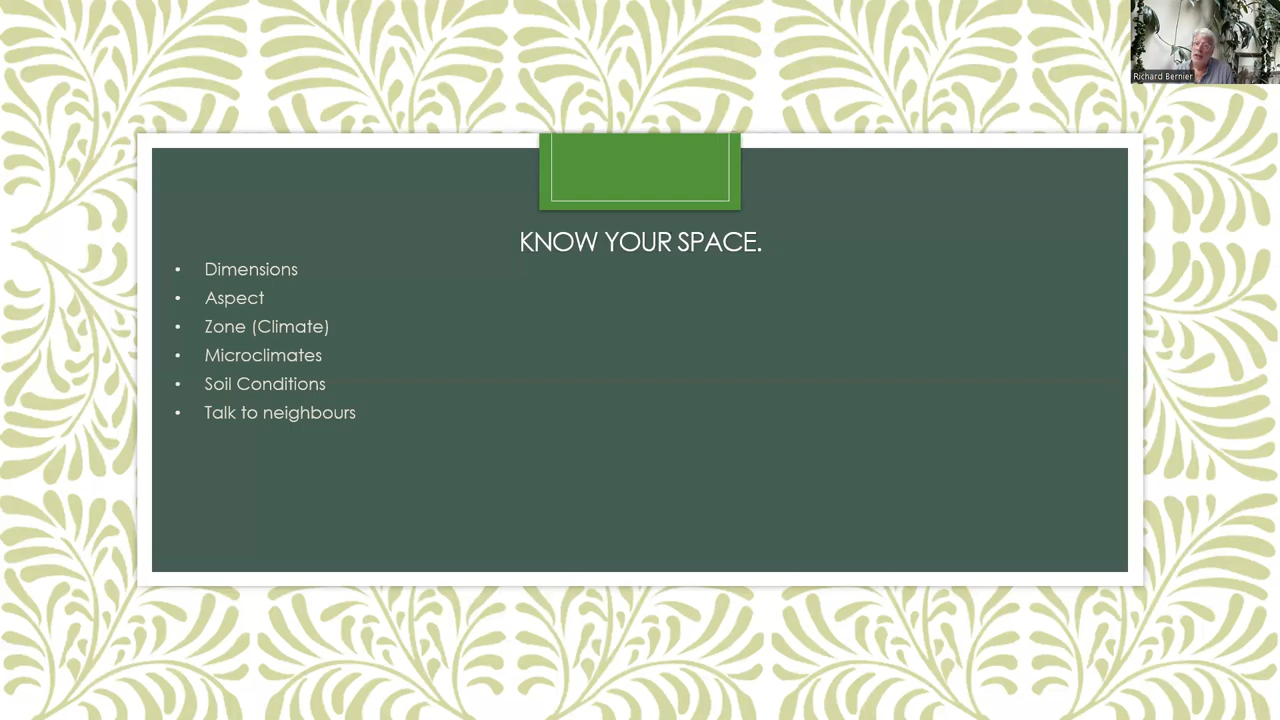 Richard Bernier
KNOW YOUR SPACE.
• Dimensions
• Aspect
• Zone (Climate)
• Microclimates
• Soil Conditions
• Talk to neighbours